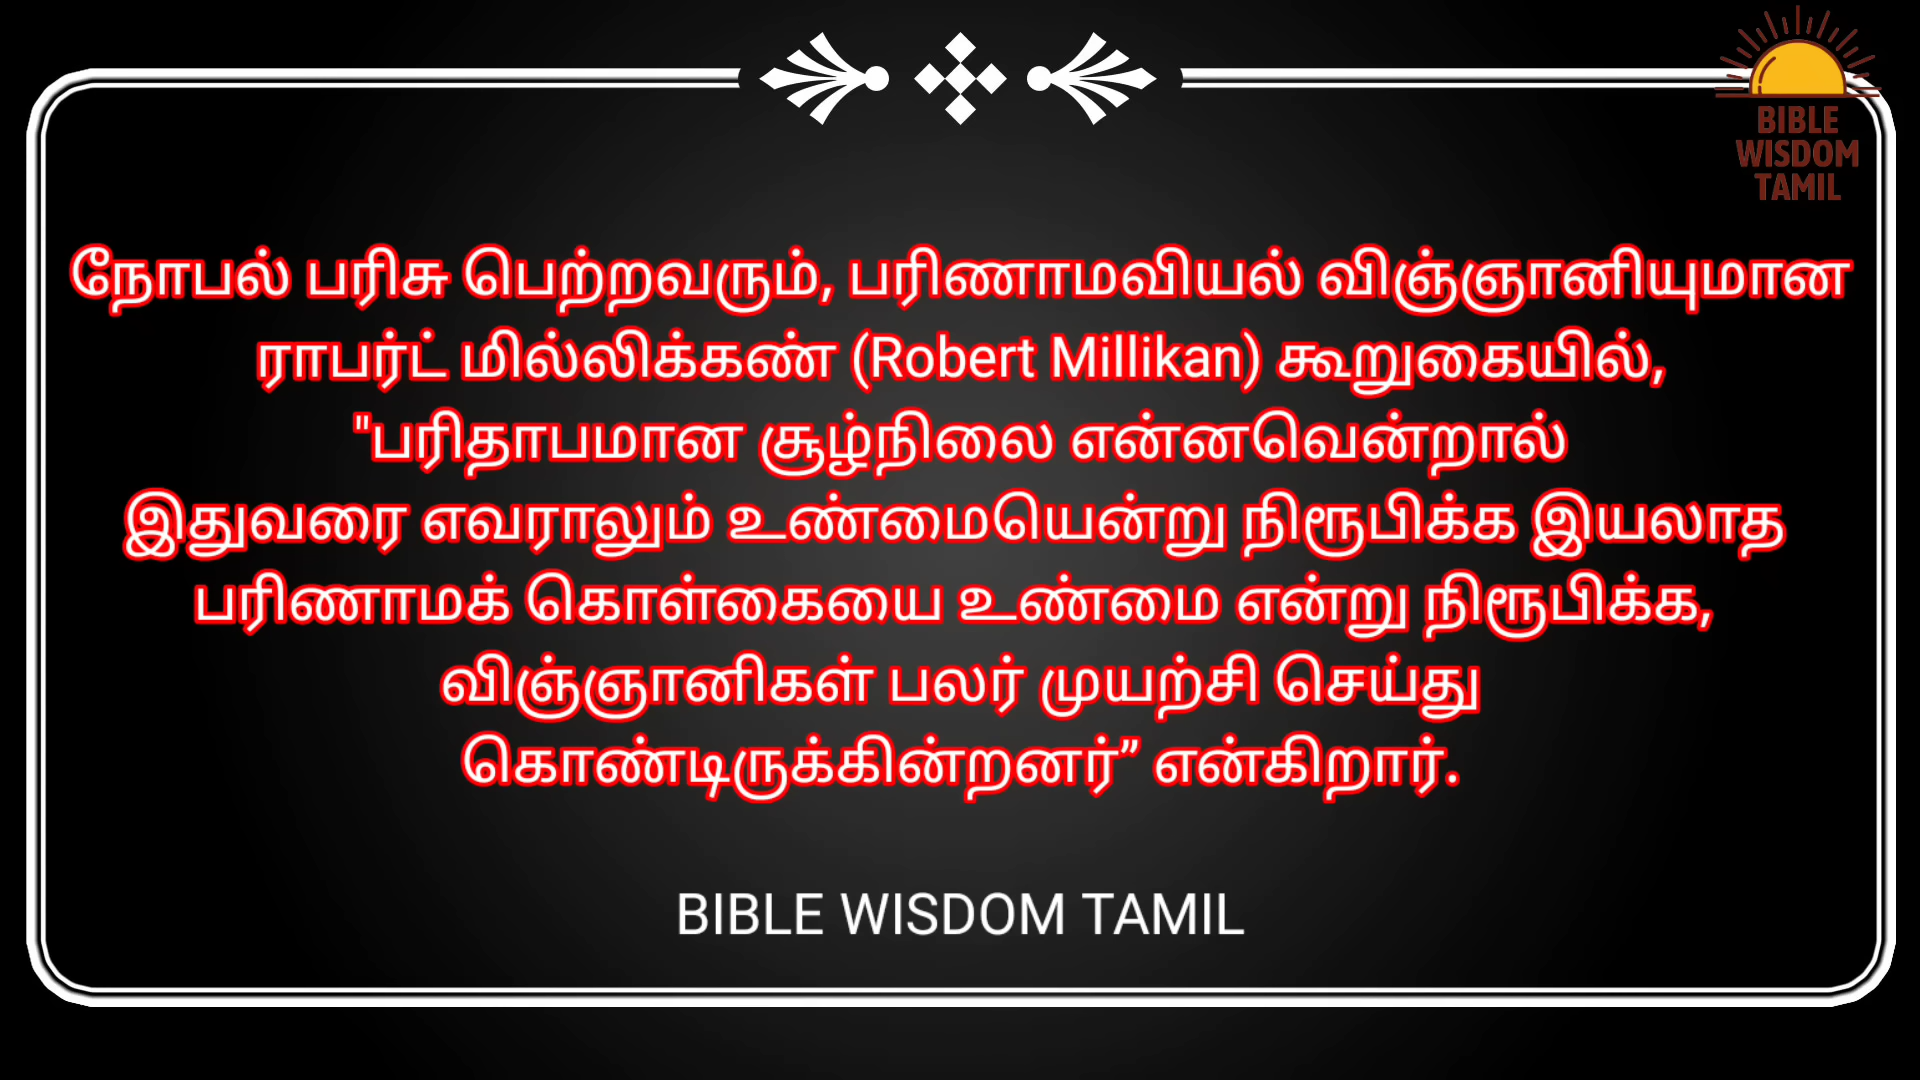 BIBLE
WISDOM
TAMIL
நோபல் பரிசு பெற்றவரும், பரிணாமவியல் விஞ்ஞானியுமான
ராபர்ட் மில்லிக்கண் (Robert Millikan) கூறுகையில்,
"பரிதாபமான சூழ்நிலை என்னவென்றால்
இதுவரை எவராலும் உண்மையென்று நிரூபிக்க இயலாத
பரிணாமக் கொள்கையை உண்மை என்று நிரூபிக்க,
விஞ்ஞானிகள் பலர் முயற்சி செய்து
கொண்டிருக்கின்றனர்” என்கிறார்.
BIBLE WISDOM TAMIL